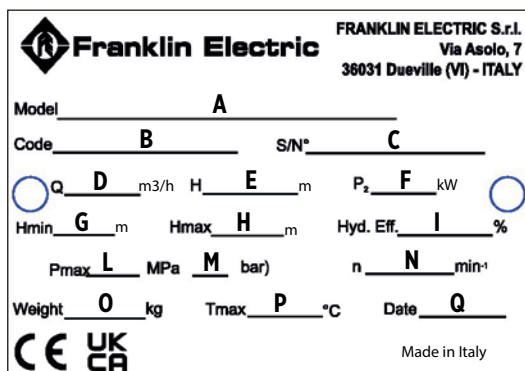 Franklin Electric
FRANKLIN ELECTRIC S.r.l.
Via Asolo, 7
36031 Dueville (VI) - ITALY
Model A
Code B S/N° C
Q D m3/h H E m P₂ F kW
Hmin G m Hmax H m Hyd. Eff. I %
Pmax L MPa M bar) n N min-¹
Weight O kg Tmax P °C Date Q
CE UK CA Made in Italy